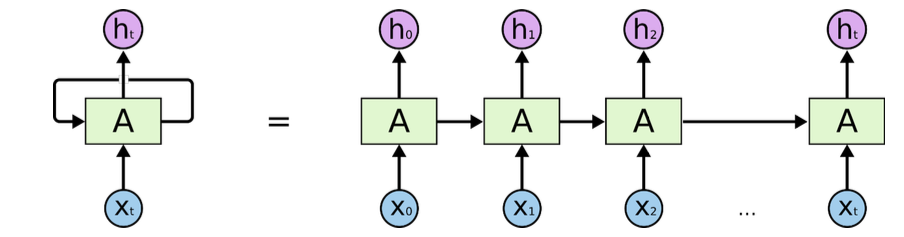 hₜ h₀ h₁ h₂ hₜ
A = A A A A
xₜ x₀ x₁ x₂ ... xₜ